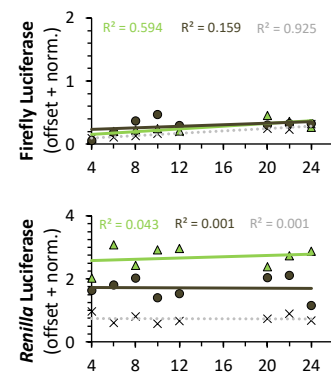 Firefly Luciferase
(offset + norm.)
2
1
0
R² = 0.594 R² = 0.159 R² = 0.925
4 8 12 16 20 24
Renilla Luciferase
(offset + norm.)
4
2
0
R² = 0.043 R² = 0.001 R² = 0.001
4 8 12 16 20 24